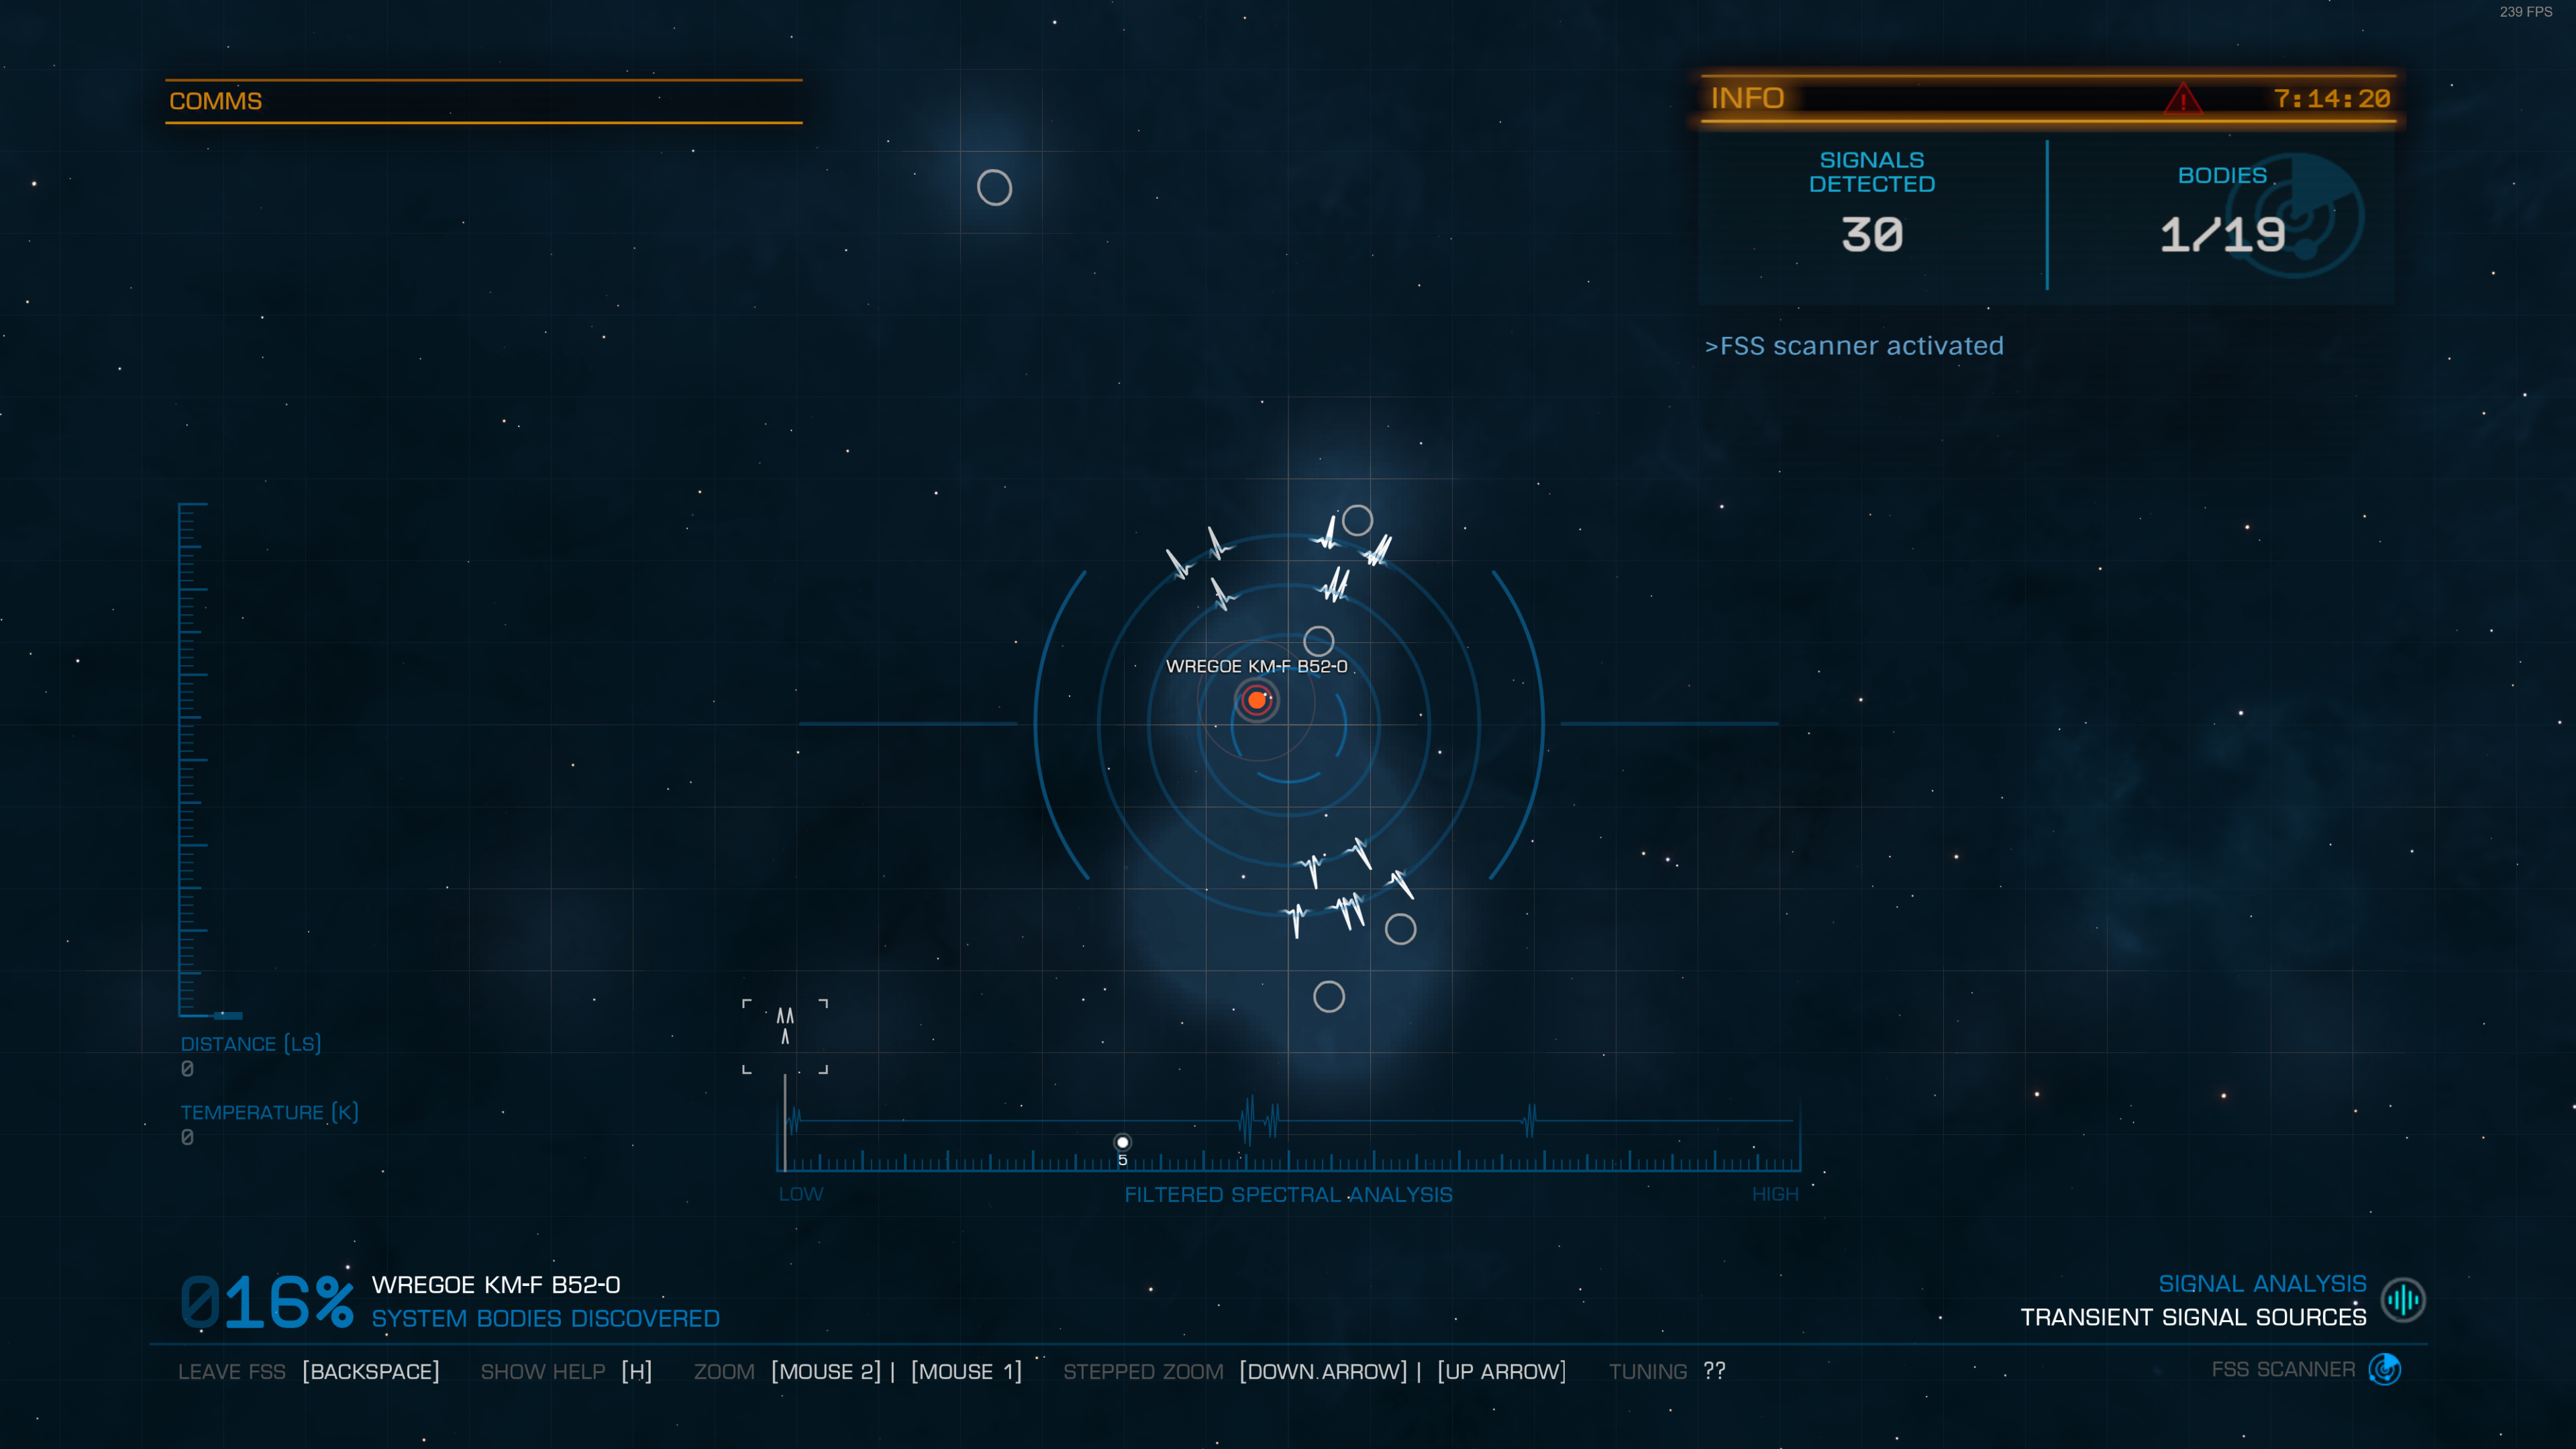 239 FPS
COMMS
INFO
7:14:20
SIGNALS
DETECTED
30
BODIES
1/19
>FSS scanner activated
WREGOE KM-F B52-0
DISTANCE (LS)
0
TEMPERATURE (K)
0
5
LOW
FILTERED SPECTRAL ANALYSIS
HIGH
016%
WREGOE KM-F B52-0
SYSTEM BODIES DISCOVERED
SIGNAL ANALYSIS
TRANSIENT SIGNAL SOURCES
LEAVE FSS [BACKSPACE] SHOW HELP [H] ZOOM [MOUSE 2] | [MOUSE 1] STEPPED ZOOM [DOWN ARROW] | [UP ARROW] TUNING ??
FSS SCANNER